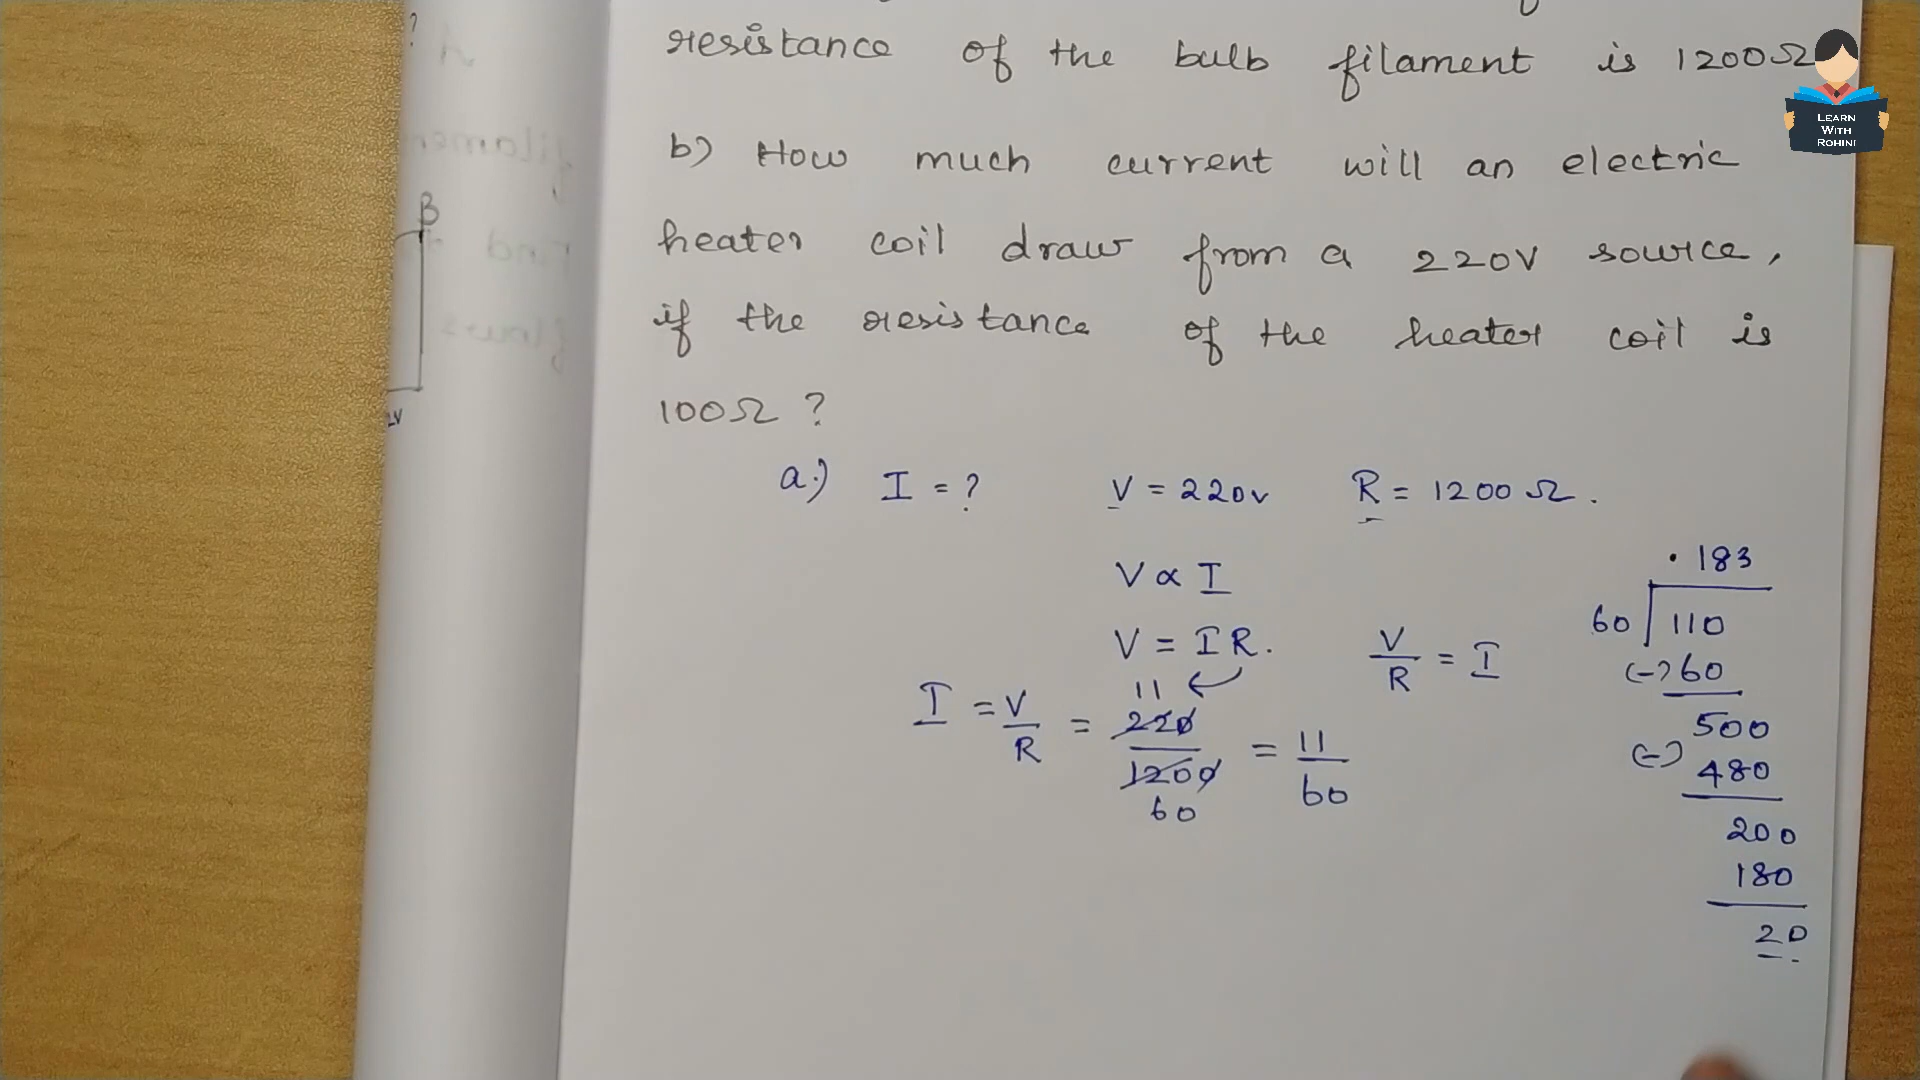 resistance of the bulb filament is 1200Ω
b) How much current will an electric
heater coil draw from a 220V source,
if the resistance of the heater coil is
100Ω ?
a.) I = ? V = 220v R = 1200 Ω.
V ∝ I
V = IR. V/R = I
I = V/R = 220/1200 = 11/60
11
60
.183
60 110
(-) 60
500
(-) 480
200
180
20
B
?
LEARN
WITH
ROHINI